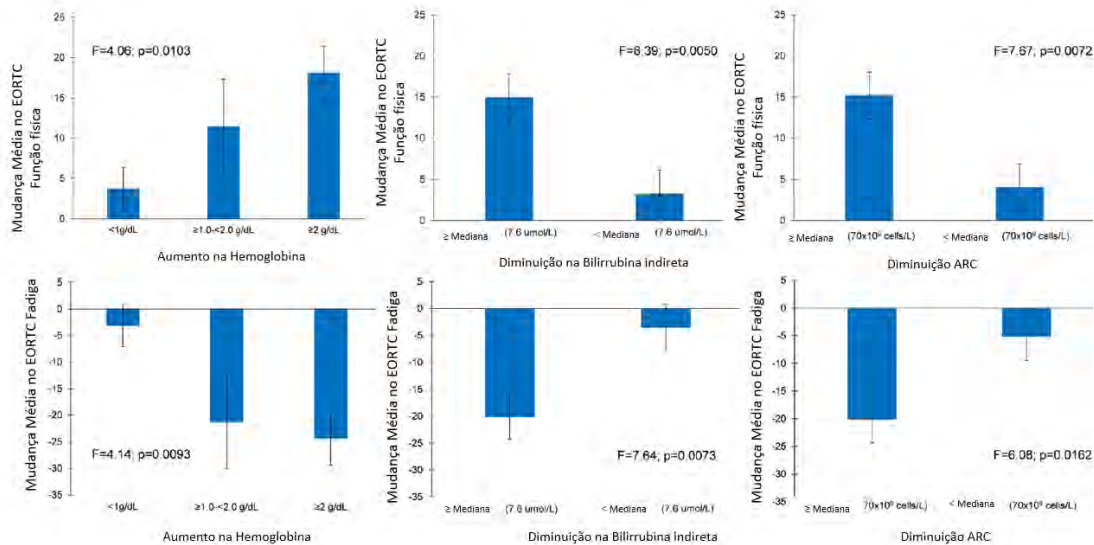 Mudança Média no EORTC
Função física
25
20
15
10
5
0
F=4.06; p=0.0103
<1g/dL ≥1.0-<2.0 g/dL ≥2 g/dL
Aumento na Hemoglobina
Mudança Média no EORTC
Função física
25
20
15
10
5
0
F=8.39; p=0.0050
≥ Mediana (7.6 umol/L) < Mediana (7.6 umol/L)
Diminuição na Bilirrubina indireta
Mudança Média no EORTC
Função física
25
20
15
10
5
0
F=7.67; p=0.0072
≥ Mediana (70x10⁹ cells/L) < Mediana (70x10⁹ cells/L)
Diminuição ARC
Mudança Média no EORTC Fadiga
5
0
-5
-10
-15
-20
-25
-30
-35
F=4.14; p=0.0093
<1g/dL ≥1.0-<2.0 g/dL ≥2 g/dL
Aumento na Hemoglobina
Mudança Média no EORTC Fadiga
5
0
-5
-10
-15
-20
-25
-30
-35
F=7.64; p=0.0073
≥ Mediana (7.6 umol/L) < Mediana (7.6 umol/L)
Diminuição na Bilirrubina indireta
Mudança Média no EORTC Fadiga
5
0
-5
-10
-15
-20
-25
-30
-35
F=6.08; p=0.0162
≥ Mediana 70x10⁹ cells/L) < Mediana (70x10⁹ cells/L)
Diminuição ARC